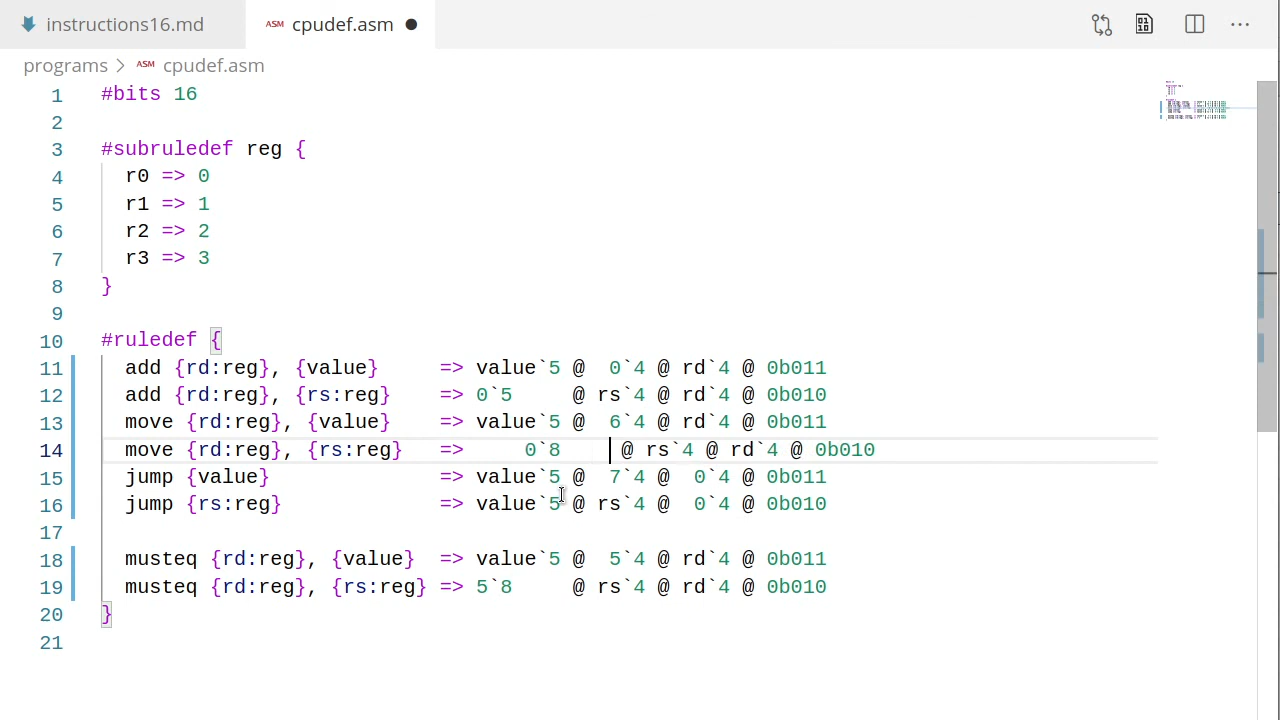 instructions16.md
ASM cpudef.asm
programs > ASM cpudef.asm
1 #bits 16
2
3 #subruledef reg {
4 r0 => 0
5 r1 => 1
6 r2 => 2
7 r3 => 3
8 }
9
10 #ruledef {
11 add {rd:reg}, {value} => value`5 @ 0`4 @ rd`4 @ 0b011
12 add {rd:reg}, {rs:reg} => 0`5 @ rs`4 @ rd`4 @ 0b010
13 move {rd:reg}, {value} => value`5 @ 6`4 @ rd`4 @ 0b011
14 move {rd:reg}, {rs:reg} => 0`8 @ rs`4 @ rd`4 @ 0b010
15 jump {value} => value`5 @ 7`4 @ 0`4 @ 0b011
16 jump {rs:reg} => value`5 @ rs`4 @ 0`4 @ 0b010
17
18 musteq {rd:reg}, {value} => value`5 @ 5`4 @ rd`4 @ 0b011
19 musteq {rd:reg}, {rs:reg} => 5`8 @ rs`4 @ rd`4 @ 0b010
20 }
21